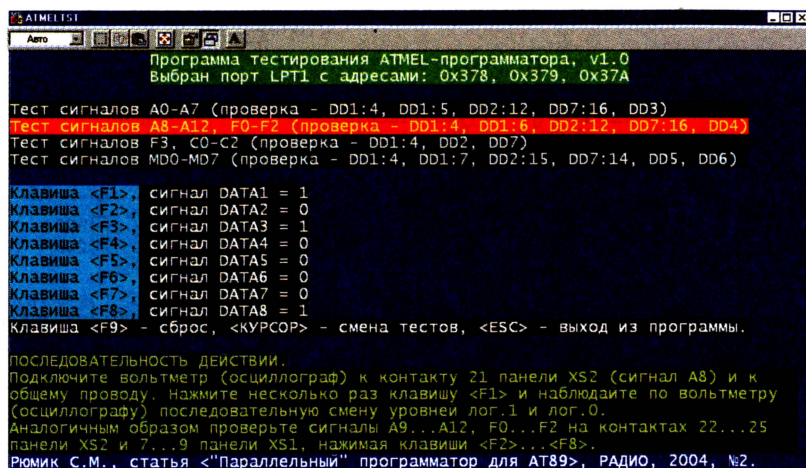 ATMELTST
Авто
Программа тестирования ATMEL-программатора, v1.0
Выбран порт LPT1 с адресами: 0x378, 0x379, 0x37A
Тест сигналов A0-A7 (проверка - DD1:4, DD1:5, DD2:12, DD7:16, DD3)
Тест сигналов A8-A12, F0-F2 (проверка - DD1:4, DD1:6, DD2:12, DD7:16, DD4)
Тест сигналов F3, C0-C2 (проверка - DD1:4, DD2, DD7)
Тест сигналов MD0-MD7 (проверка - DD1:4, DD1:7, DD2:15, DD7:14, DD5, DD6)
Клавиша <F1>, сигнал DATA1 = 1
Клавиша <F2>, сигнал DATA2 = 0
Клавиша <F3>, сигнал DATA3 = 1
Клавиша <F4>, сигнал DATA4 = 0
Клавиша <F5>, сигнал DATA5 = 0
Клавиша <F6>, сигнал DATA6 = 0
Клавиша <F7>, сигнал DATA7 = 0
Клавиша <F8>, сигнал DATA8 = 1
Клавиша <F9> - сброс, <КУРСОР> - смена тестов, <ESC> - выход из программы.
ПОСЛЕДОВАТЕЛЬНОСТЬ ДЕЙСТВИЙ.
Подключите вольтметр (осциллограф) к контакту 21 панели XS2 (сигнал A8) и к
общему проводу. Нажмите несколько раз клавишу <F1> и наблюдайте по вольтметру
(осциллографу) последовательную смену уровней лог.1 и лог.0.
Аналогичным образом проверьте сигналы A9...A12, F0...F2 на контактах 22...25
панели XS2 и 7...9 панели XS1, нажимая клавиши <F2>...<F8>.
Рюмик С.М., статья <"Параллельный" программатор для AT89>, РАДИО, 2004, №2.